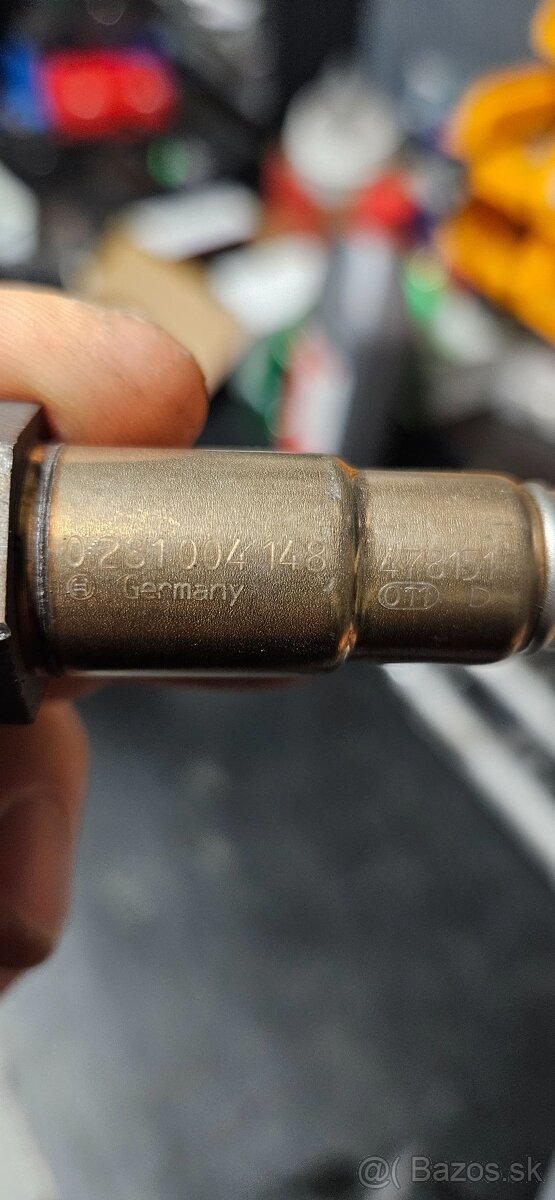 0 281 004 148
Germany
478151
011 D
@( Bazos.sk